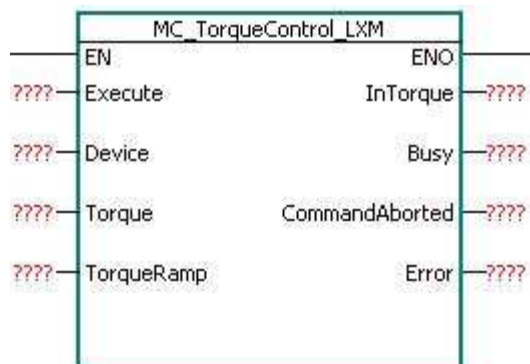 MC_TorqueControl_LXM
EN ENO
???? Execute InTorque ????
???? Device Busy ????
???? Torque CommandAborted ????
???? TorqueRamp Error ????